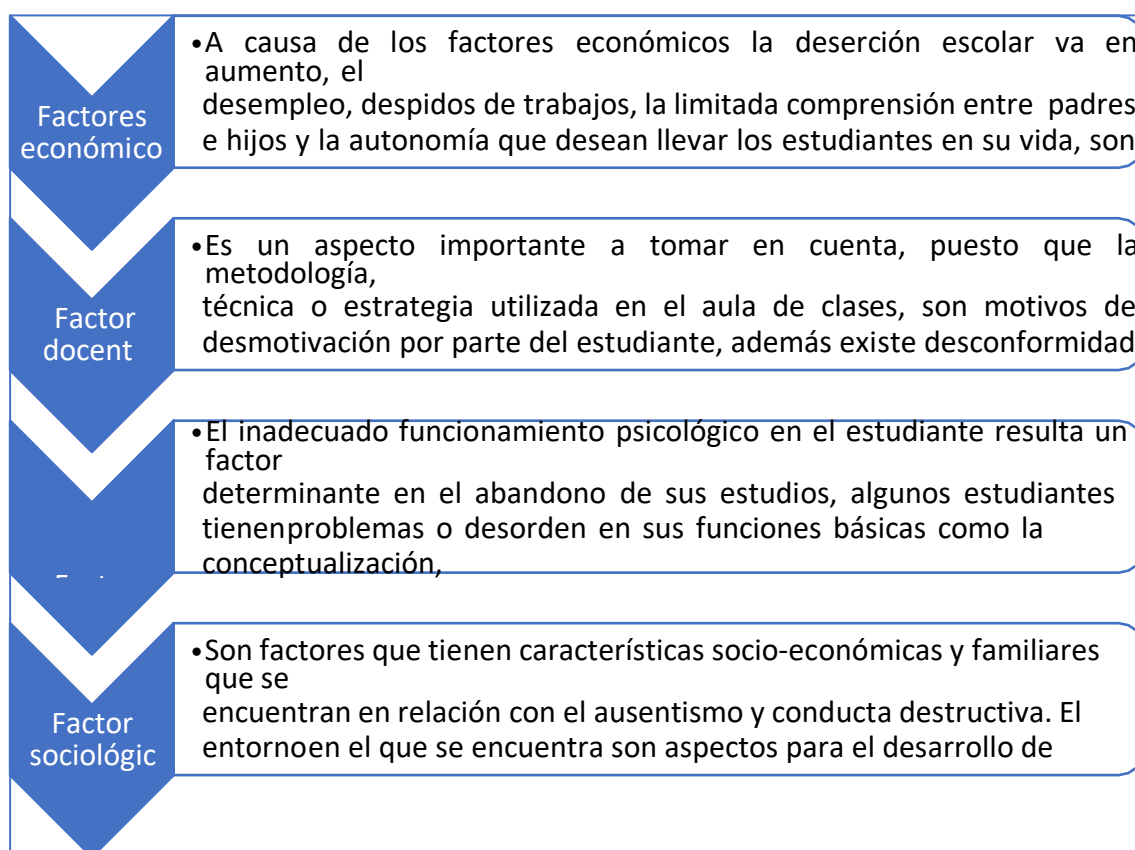 Factores
económico
•A causa de los factores económicos la deserción escolar va en
aumento, el
desempleo, despidos de trabajos, la limitada comprensión entre padres
e hijos y la autonomía que desean llevar los estudiantes en su vida, son
Factor
docent
•Es un aspecto importante a tomar en cuenta, puesto que la
metodología,
técnica o estrategia utilizada en el aula de clases, son motivos de
desmotivación por parte del estudiante, además existe desconformidad
•El inadecuado funcionamiento psicológico en el estudiante resulta un
factor
determinante en el abandono de sus estudios, algunos estudiantes
tienenproblemas o desorden en sus funciones básicas como la
conceptualización,
Factor
sociológic
•Son factores que tienen características socio-económicas y familiares
que se
encuentran en relación con el ausentismo y conducta destructiva. El
entornoen el que se encuentra son aspectos para el desarrollo de